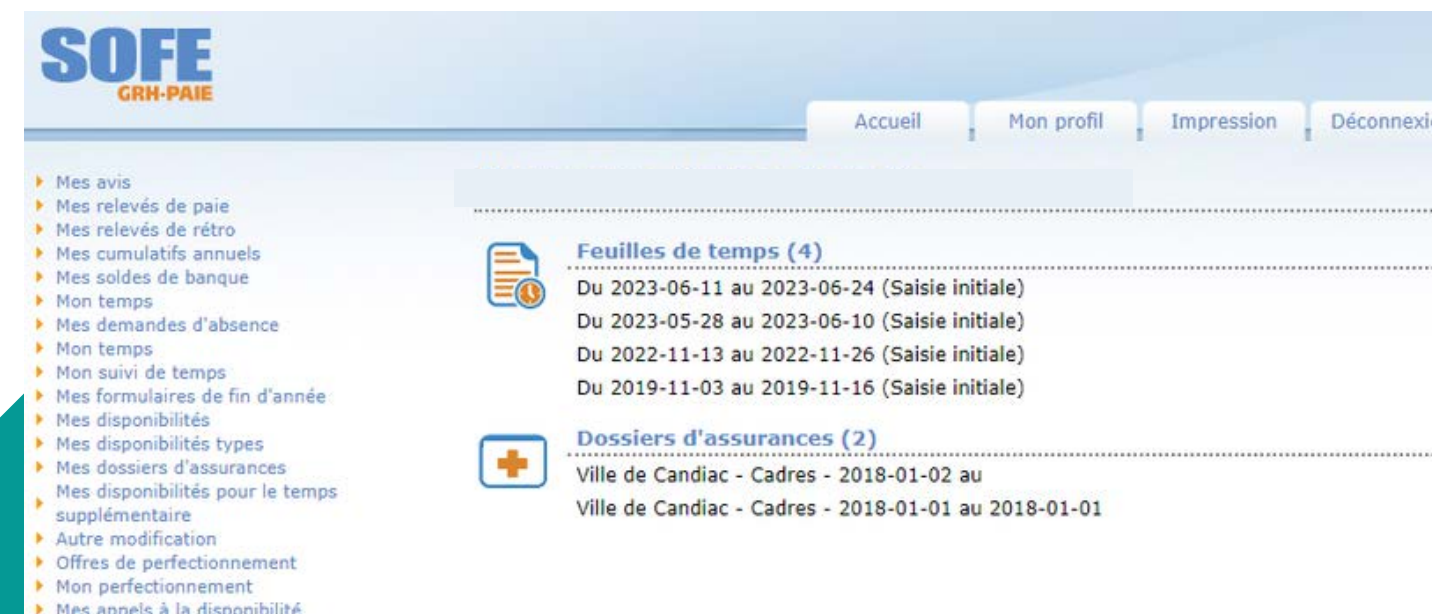 SOFE
GRH-PAIE
Accueil
Mon profil
Impression
Déconnexi
Mes avis
Mes relevés de paie
Mes relevés de rétro
Mes cumulatifs annuels
Mes soldes de banque
Mon temps
Mes demandes d'absence
Mon temps
Mon suivi de temps
Mes formulaires de fin d'année
Mes disponibilités
Mes disponibilités types
Mes dossiers d'assurances
Mes disponibilités pour le temps
supplémentaire
Autre modification
Offres de perfectionnement
Mon perfectionnement
Mes appels à la disponibilité
Feuilles de temps (4)
Du 2023-06-11 au 2023-06-24 (Saisie initiale)
Du 2023-05-28 au 2023-06-10 (Saisie initiale)
Du 2022-11-13 au 2022-11-26 (Saisie initiale)
Du 2019-11-03 au 2019-11-16 (Saisie initiale)
Dossiers d'assurances (2)
Ville de Candiac - Cadres - 2018-01-02 au
Ville de Candiac - Cadres - 2018-01-01 au 2018-01-01